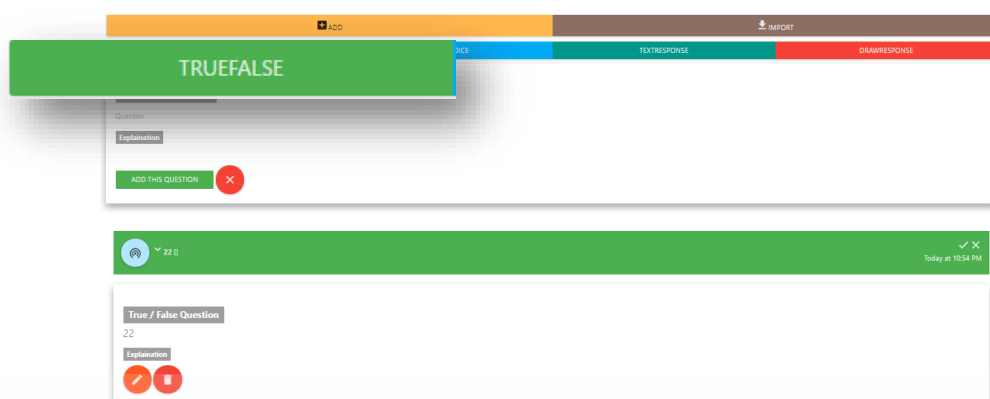 ADD
IMPORT
TRUEFALSE
TEXTRESPONSE
DRAWRESPONSE
Question
Explaination
ADD THIS QUESTION
22
Today at 10:54 PM
True / False Question
22
Explaination